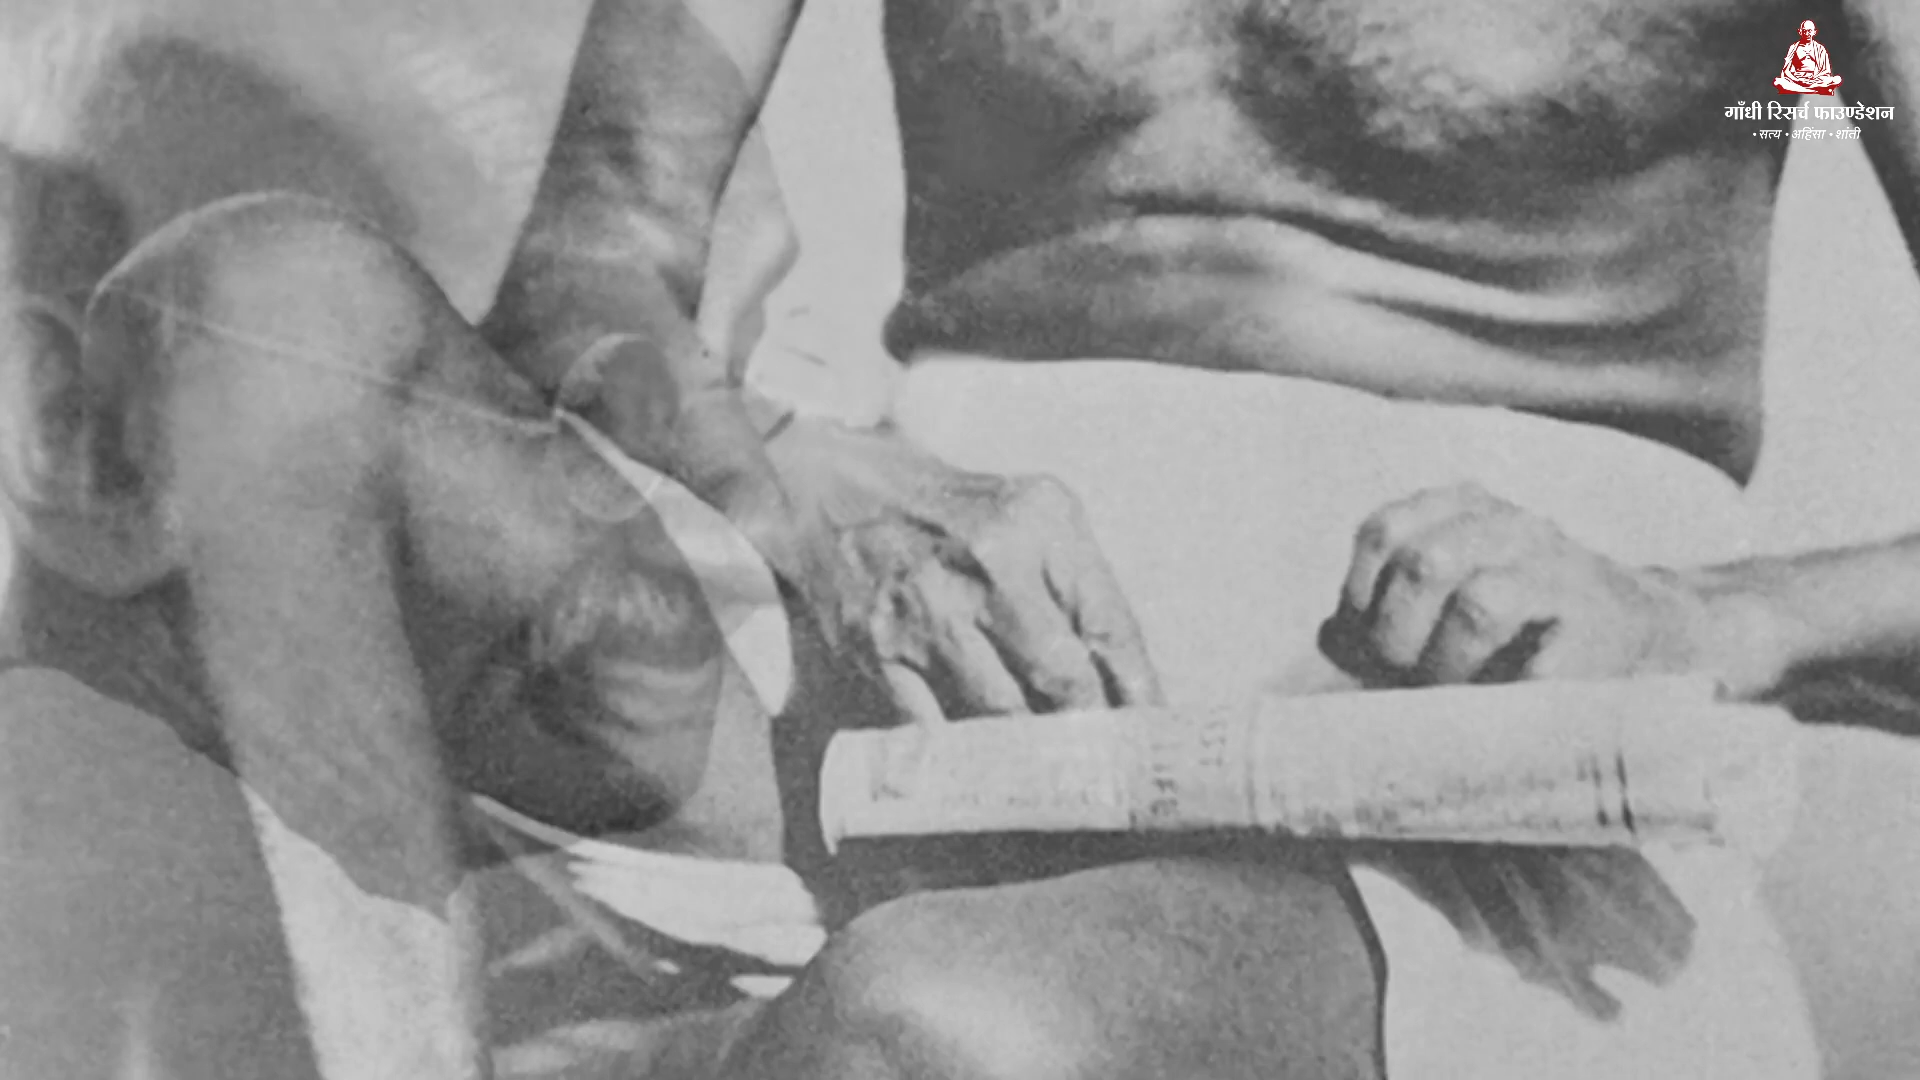 गाँधी रिसर्च फाउण्डेशन
• सत्य • अहिंसा • शांती